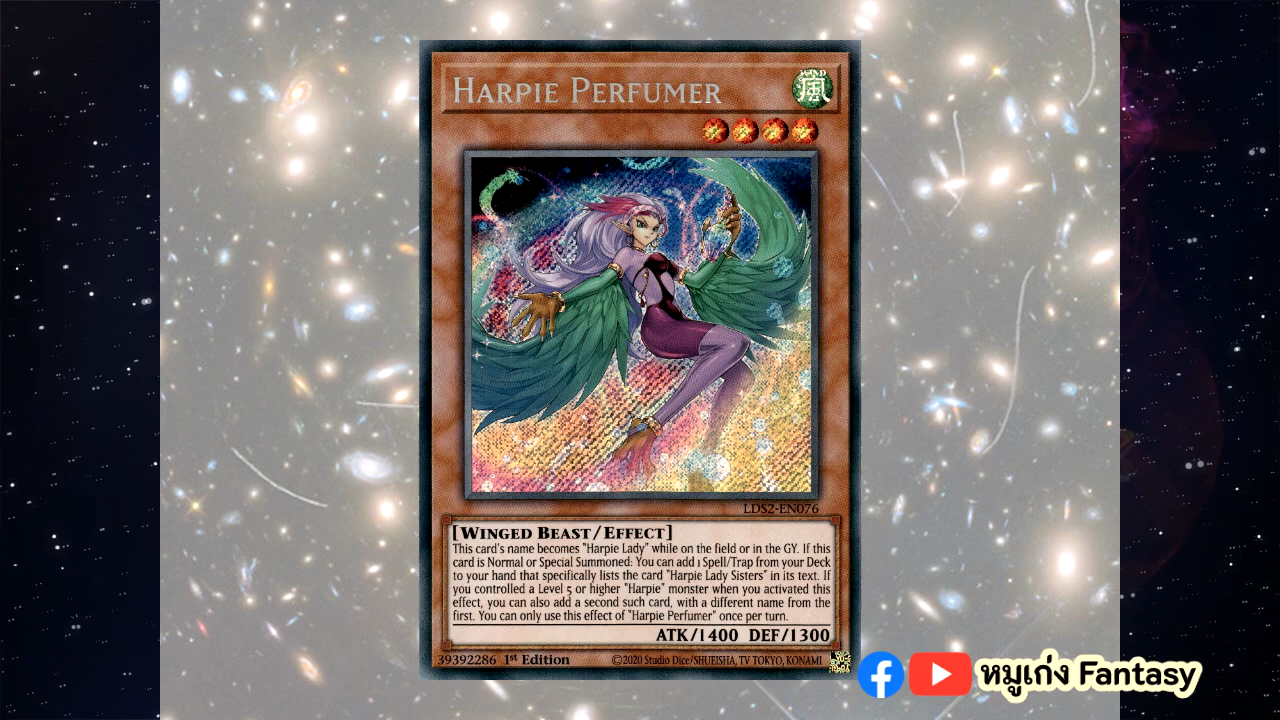 Harpie Perfumer
WIND
風
LDS2-EN076
[Winged Beast/Effect]
This card's name becomes "Harpie Lady" while on the field or in the GY. If this
card is Normal or Special Summoned: You can add 1 Spell/Trap from your Deck
to your hand that specifically lists the card "Harpie Lady Sisters" in its text. If
you controlled a Level 5 or higher "Harpie" monster when you activated this
effect, you can also add a second such card, with a different name from the
first. You can only use this effect of "Harpie Perfumer" once per turn.
ATK/1400 DEF/1300
39392286 1st Edition ©2020 Studio Dice/SHUEISHA, TV TOKYO, KONAMI
หมูเก่ง Fantasy